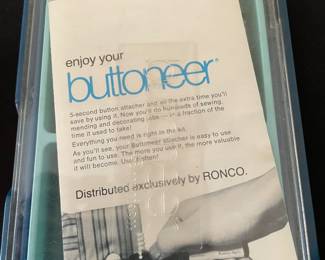 enjoy your
buttoneer®
5-second button attacher and all the extra time you'll
save by using it. Now you'll do hundreds of sewing,
mending and decorating jobs — in a fraction of the
time it used to take!
Everything you need is right in the kit.
As you'll see, your Buttoneer attacher is easy to use
and fun to use. The more you use it, the more valuable
it will become. Use it often!
Distributed exclusively by RONCO.